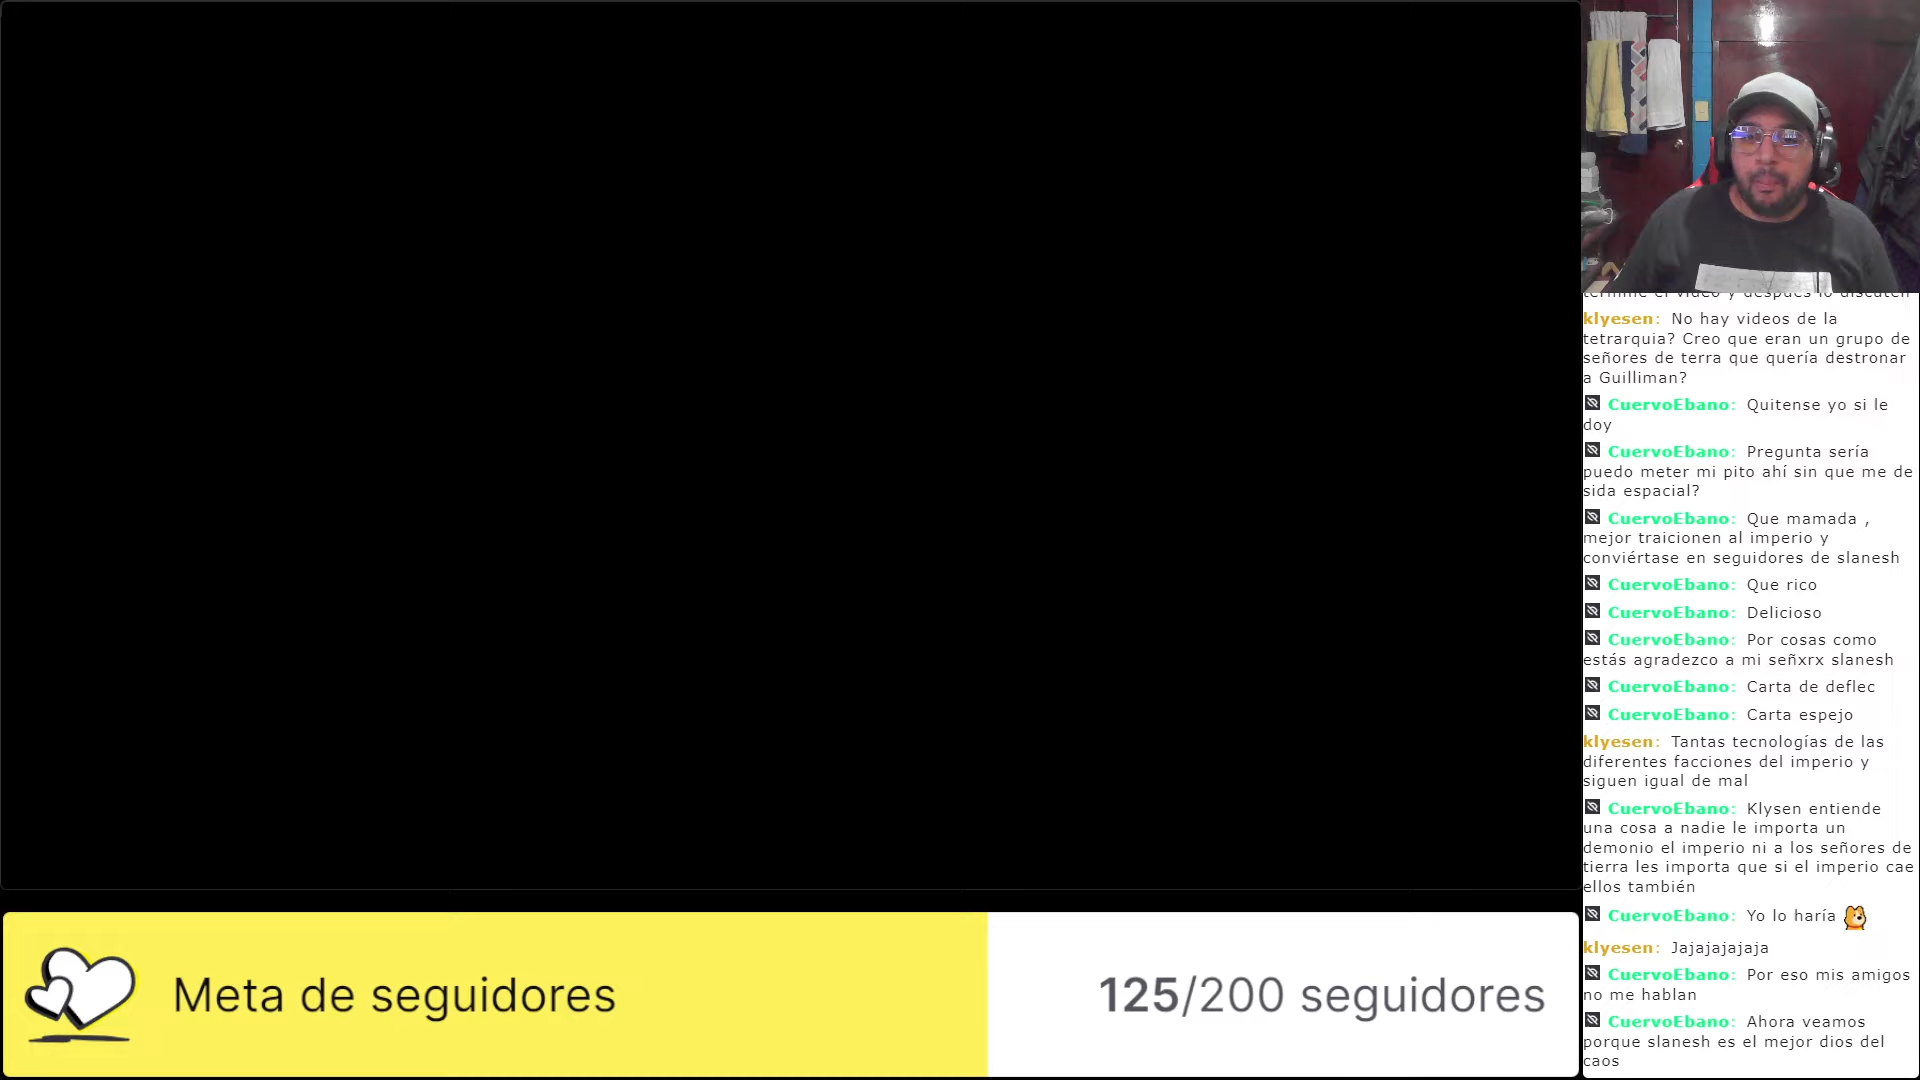 termine el video y después lo discuten
klyesen: No hay videos de la
tetrarquia? Creo que eran un grupo de
señores de terra que quería destronar
a Guilliman?
CuervoEbano: Quitense yo si le
doy
CuervoEbano: Pregunta sería
puedo meter mi pito ahí sin que me de
sida espacial?
CuervoEbano: Que mamada ,
mejor traicionen al imperio y
conviértase en seguidores de slanesh
CuervoEbano: Que rico
CuervoEbano: Delicioso
CuervoEbano: Por cosas como
estás agradezco a mi señxrx slanesh
CuervoEbano: Carta de deflec
CuervoEbano: Carta espejo
klyesen: Tantas tecnologías de las
diferentes facciones del imperio y
siguen igual de mal
CuervoEbano: Klysen entiende
una cosa a nadie le importa un
demonio el imperio ni a los señores de
tierra les importa que si el imperio cae
ellos también
CuervoEbano: Yo lo haría
klyesen: Jajajajajaja
CuervoEbano: Por eso mis amigos
no me hablan
CuervoEbano: Ahora veamos
porque slanesh es el mejor dios del
caos
Meta de seguidores
125/200 seguidores